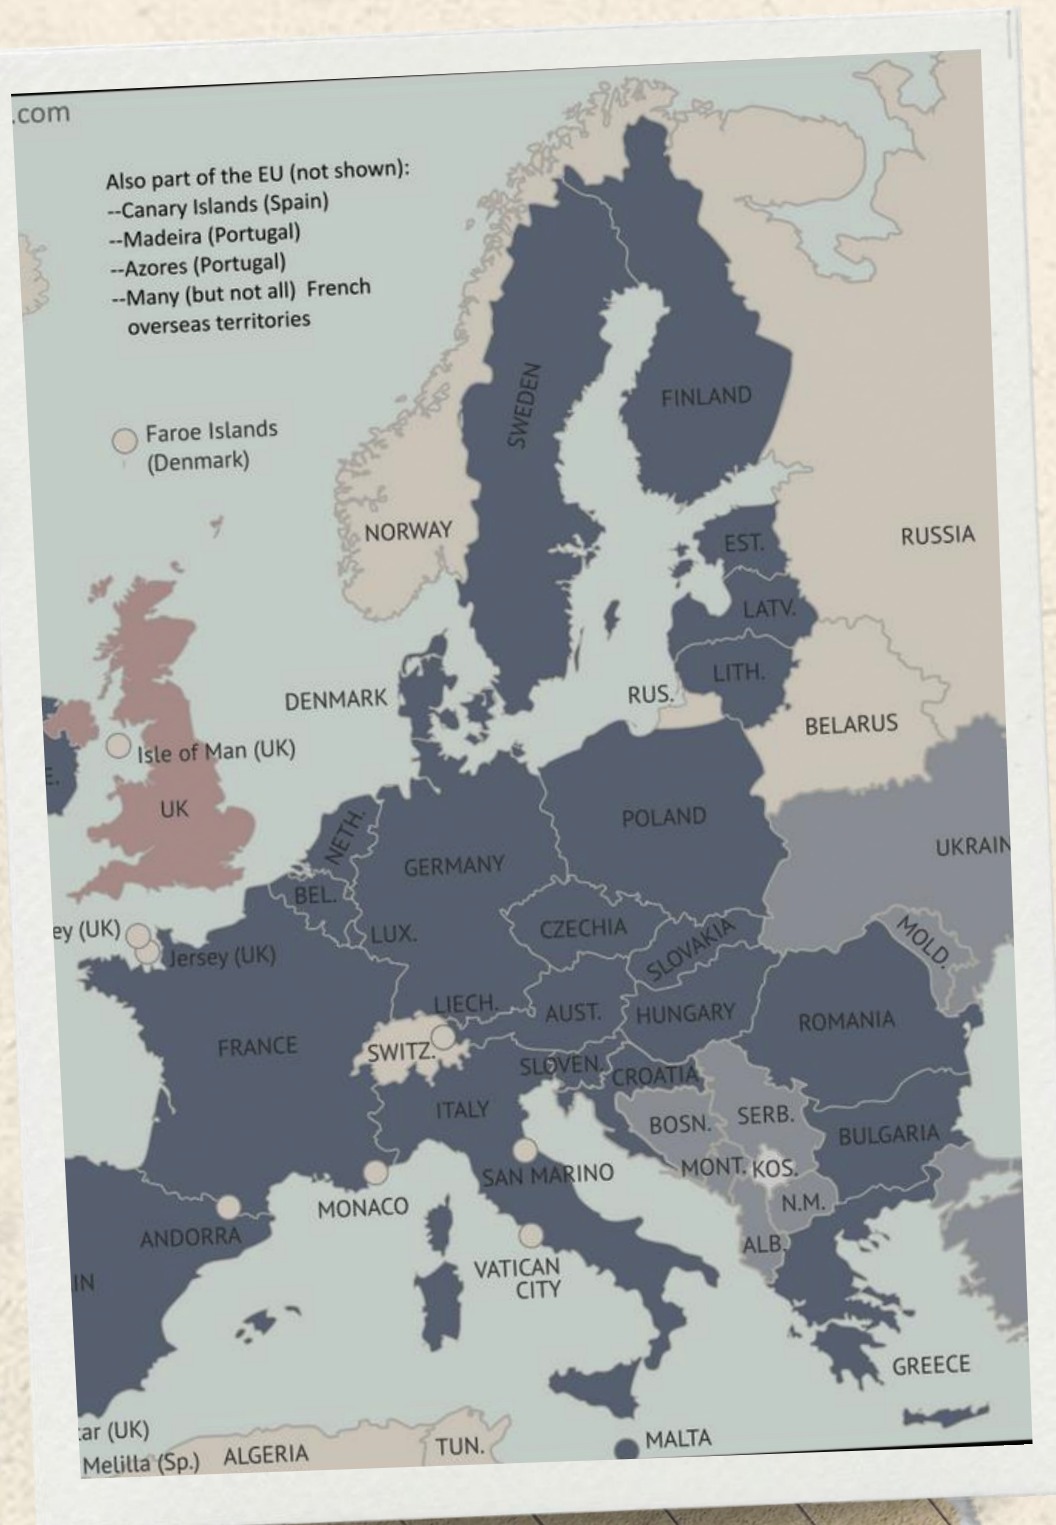 .com
Also part of the EU (not shown):
--Canary Islands (Spain)
--Madeira (Portugal)
--Azores (Portugal)
--Many (but not all) French
overseas territories
Faroe Islands
(Denmark)
SWEDEN
FINLAND
NORWAY
RUSSIA
EST.
LATV.
LITH.
DENMARK
RUS.
BELARUS
Isle of Man (UK)
E.
UK
NETH.
POLAND
GERMANY
UKRAIN
BEL.
CZECHIA
SLOVAKIA
MOLD.
ey (UK)
LUX.
Jersey (UK)
LIECH.
AUST.
HUNGARY
ROMANIA
FRANCE
SWITZ.
SLOVEN.
CROATIA
ITALY
BOSN.
SERB.
BULGARIA
SAN MARINO
MONT.
KOS.
MONACO
N.M.
ANDORRA
ALB.
VATICAN
CITY
IN
GREECE
tar (UK)
MALTA
Melilla (Sp.)
ALGERIA
TUN.